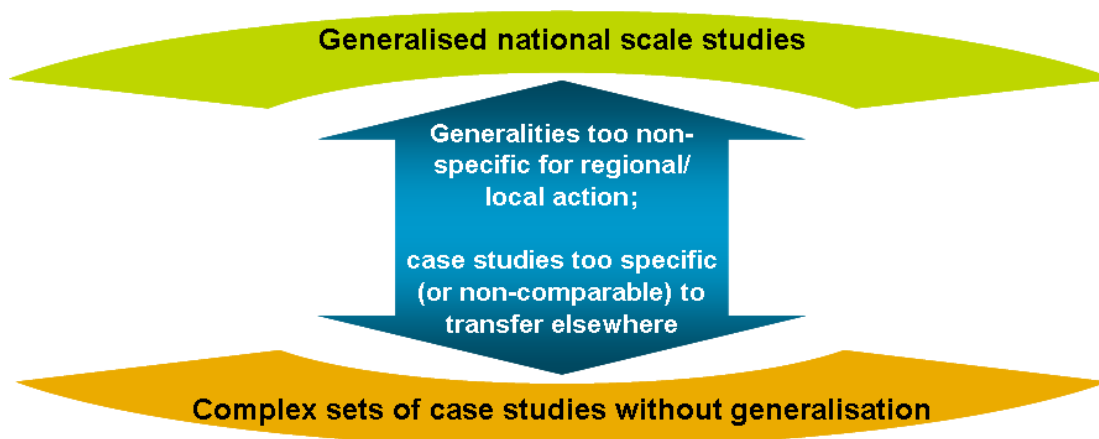 Generalised national scale studies
Generalities too non-
specific for regional/
local action;
case studies too specific
(or non-comparable) to
transfer elsewhere
Complex sets of case studies without generalisation